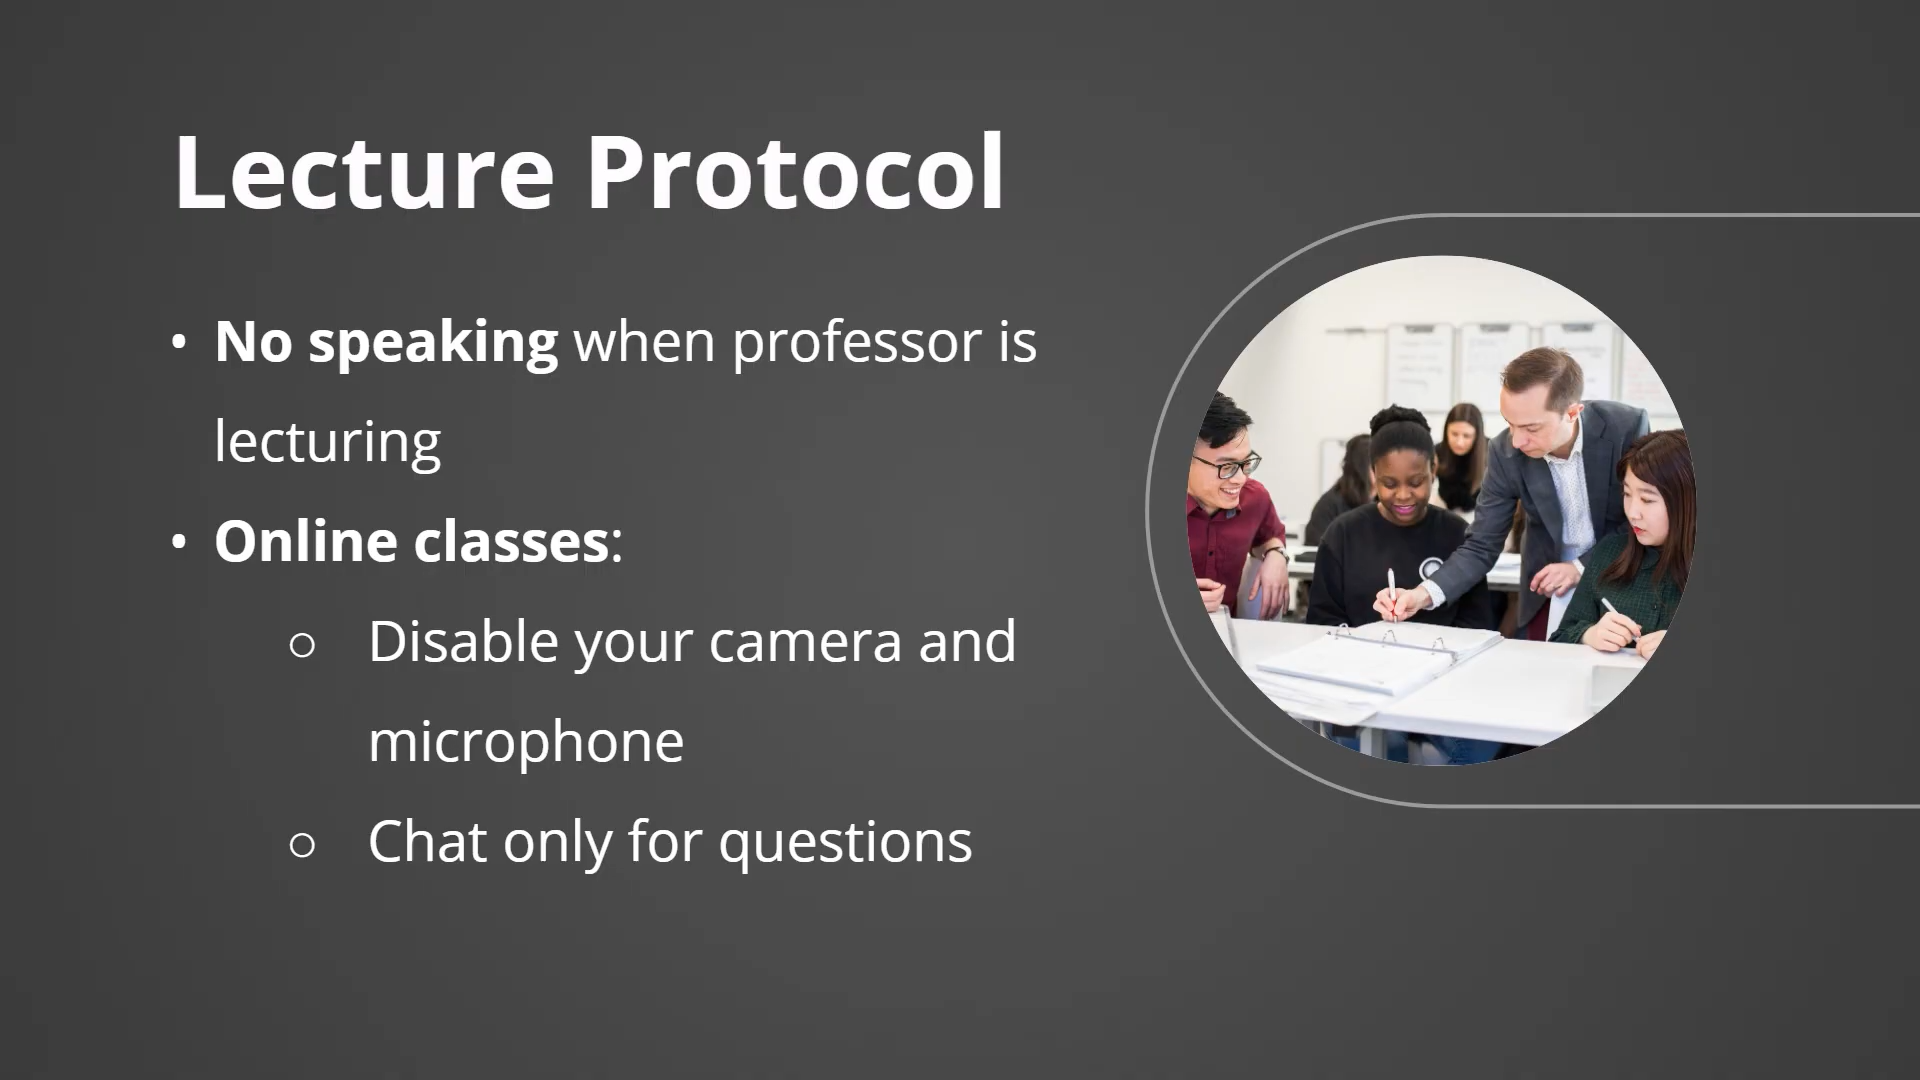 Lecture Protocol
• No speaking when professor is
lecturing
• Online classes:
○ Disable your camera and
microphone
○ Chat only for questions